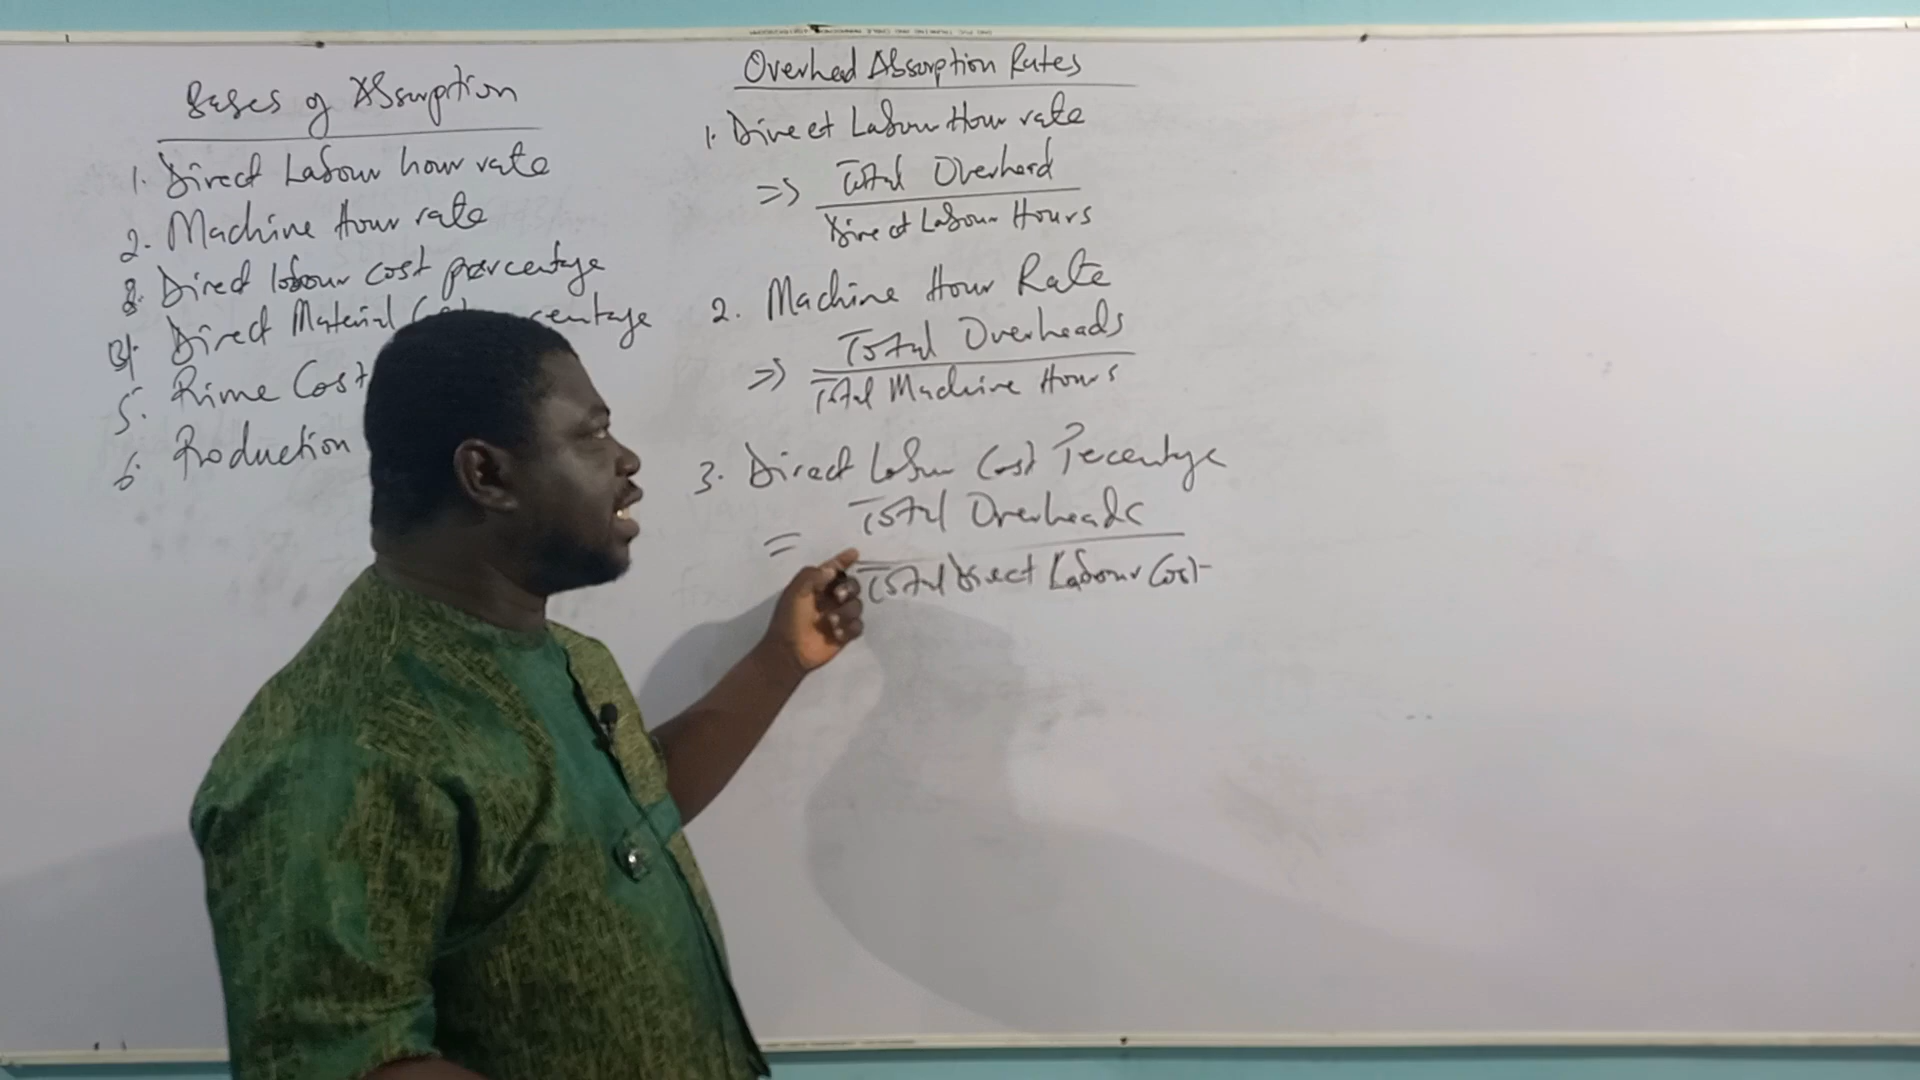 Bases of Absorption
1. Direct Labour hour rate
2. Machine Hour rate
3. Direct labour cost percentage
4. Direct Material centage
5. Prime Cost
6. Production
Overhead Absorption Rates
1. Direct Labour Hour rate
=> Total Overhead
Direct Labour Hours
2. Machine Hour Rate
=> Total Overheads
Total Machine Hours
3. Direct Labour Cost Percentage
= Total Overheads
Total Direct Labour Cost